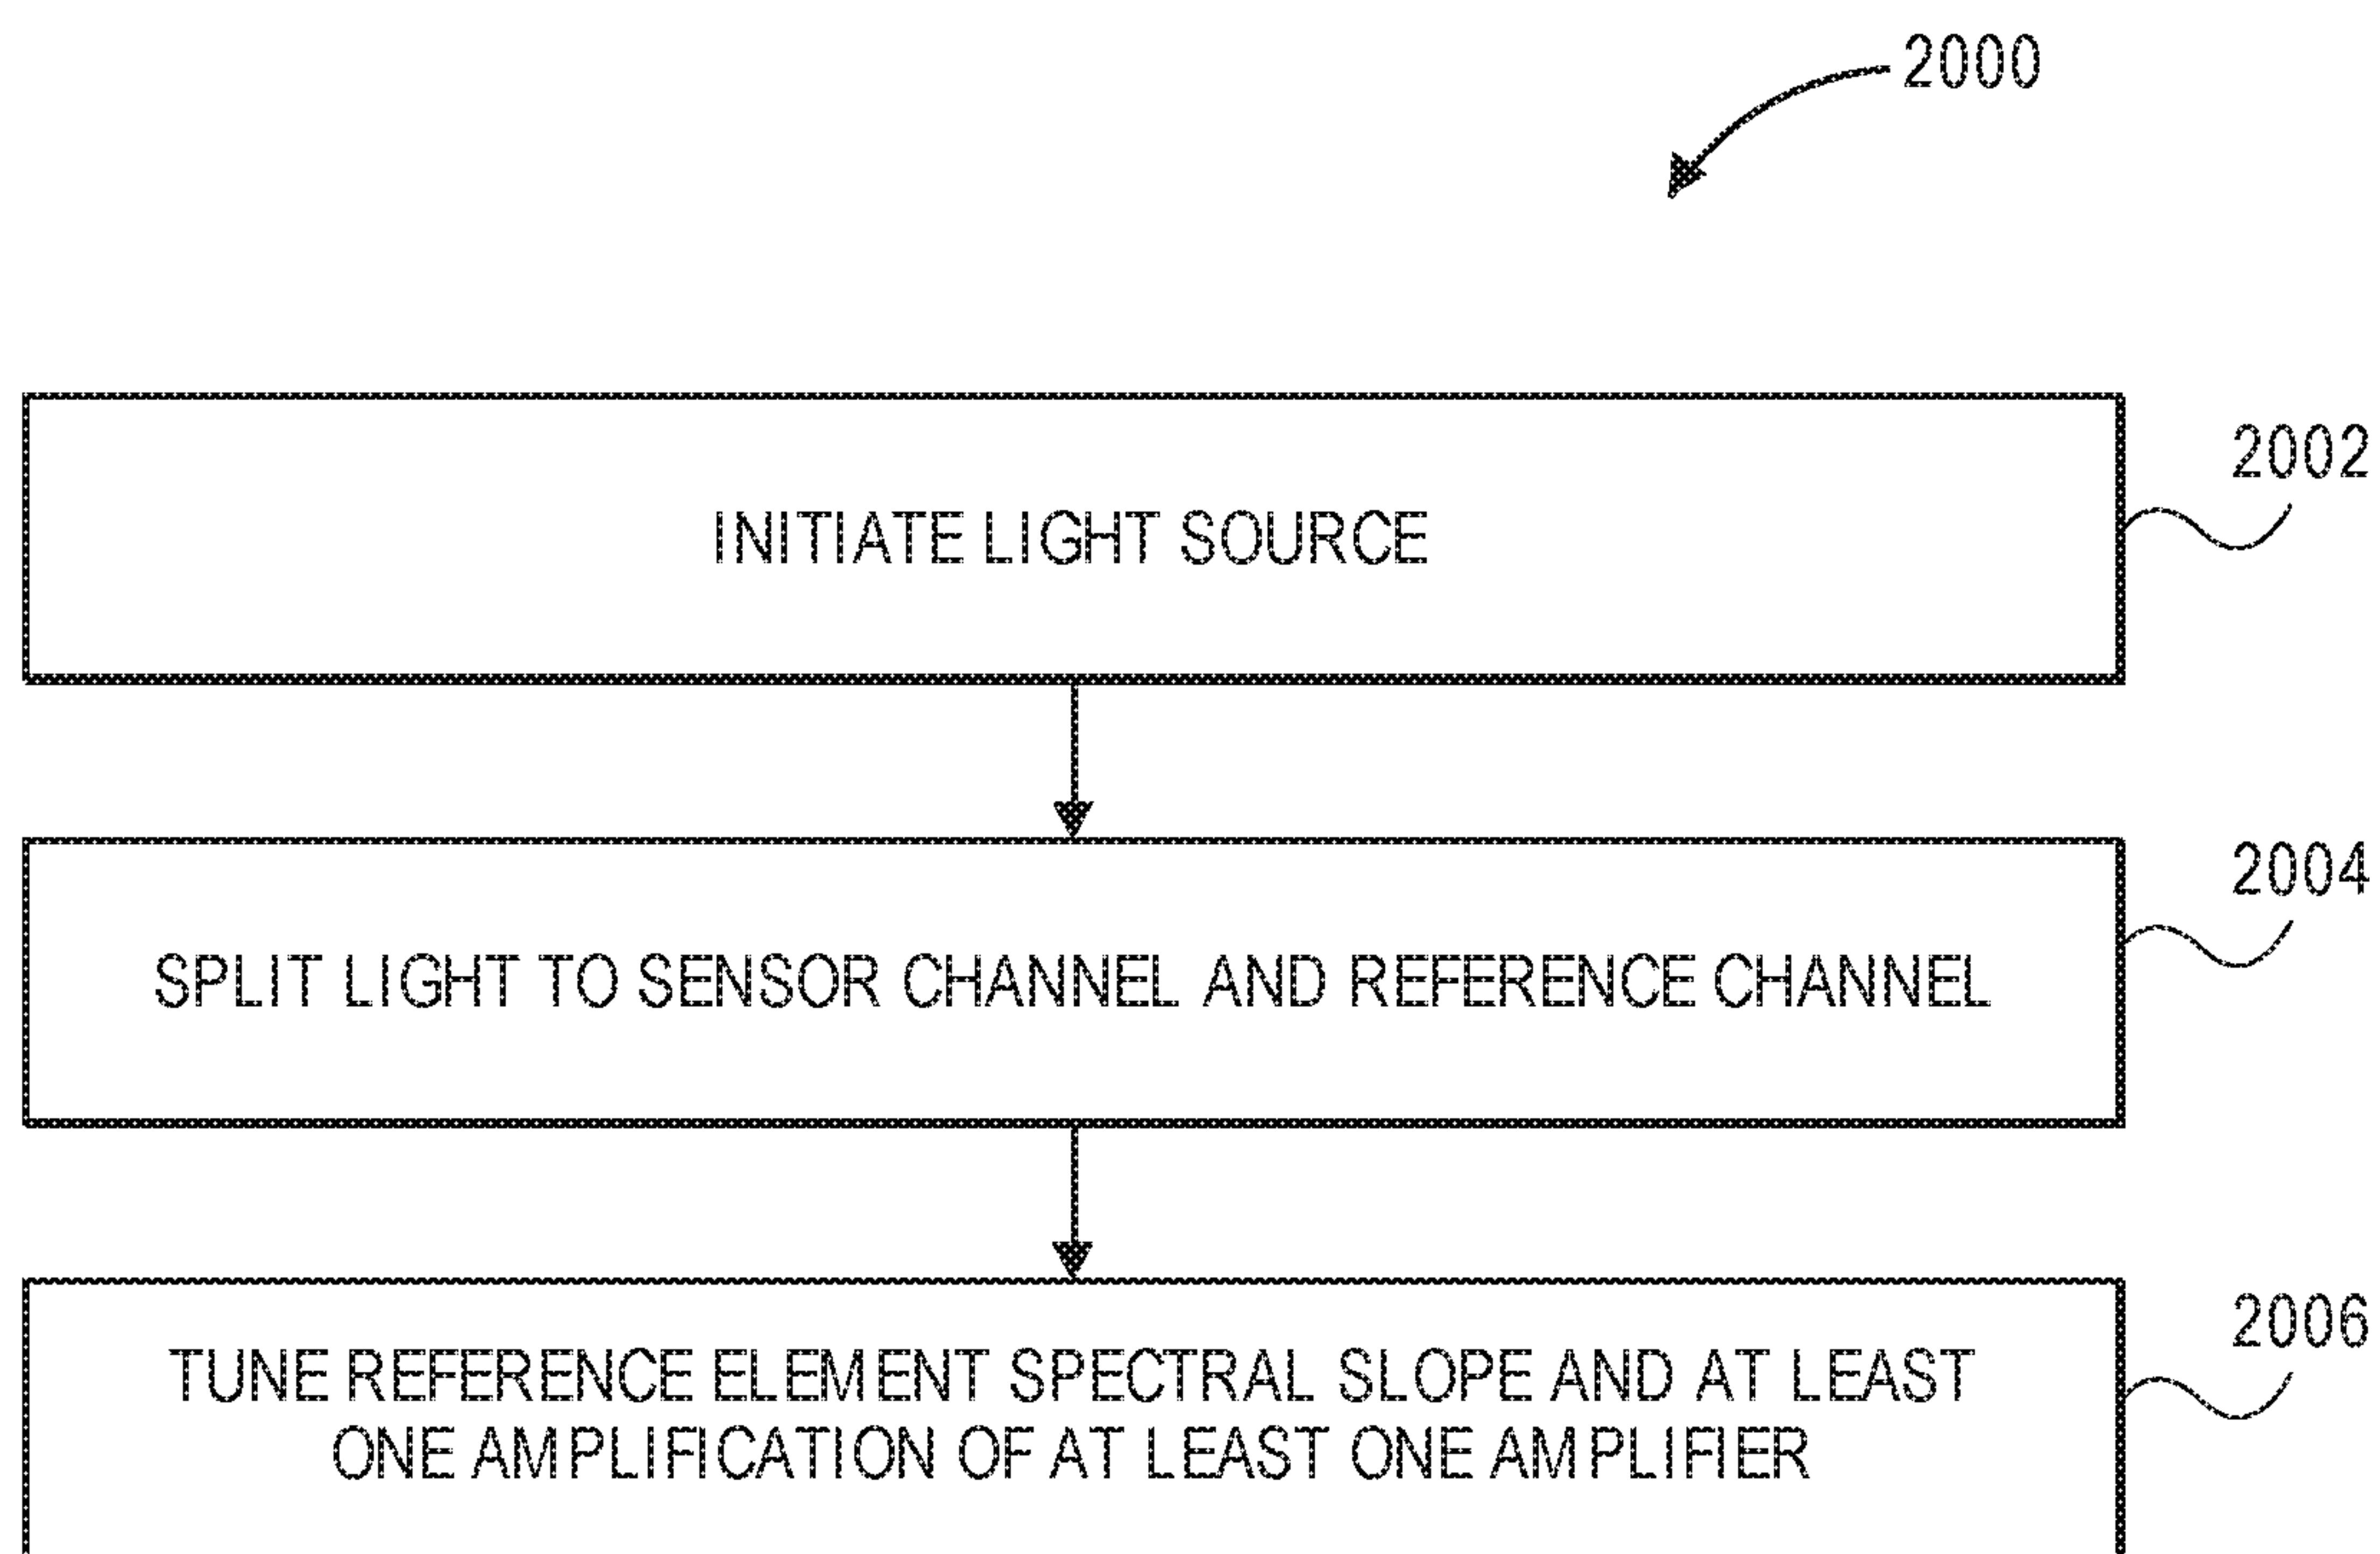 2000
INITIATE LIGHT SOURCE
2002
SPLIT LIGHT TO SENSOR CHANNEL AND REFERENCE CHANNEL
2004
TUNE REFERENCE ELEMENT SPECTRAL SLOPE AND AT LEAST
ONE AMPLIFICATION OF AT LEAST ONE AMPLIFIER
2006